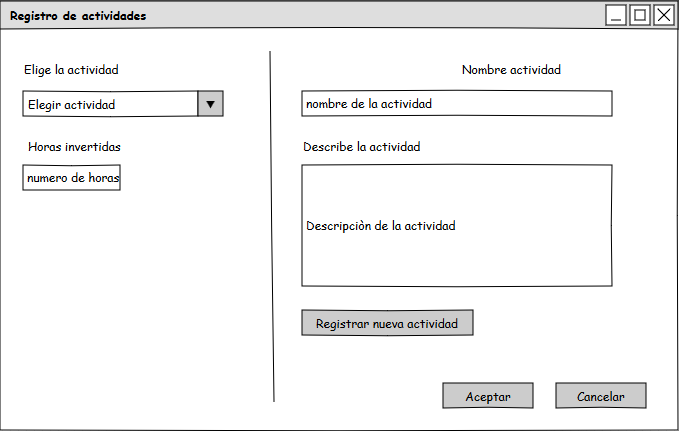 Registro de actividades
Elige la actividad
Elegir actividad
Horas invertidas
numero de horas
Nombre actividad
nombre de la actividad
Describe la actividad
Descripciòn de la actividad
Registrar nueva actividad
Aceptar
Cancelar